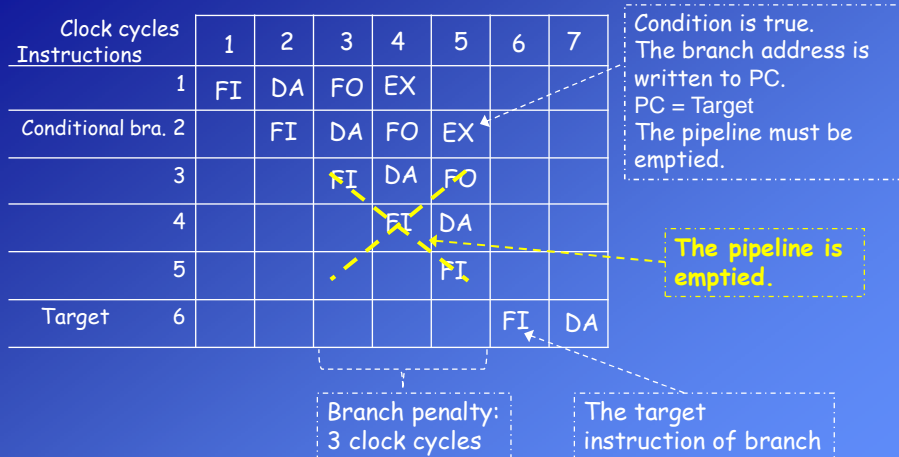 Clock cycles
Instructions
1 2 3 4 5 6 7
1 FI DA FO EX
Conditional bra. 2 FI DA FO EX
3 FI DA FO
4 FI DA
5 FI
Target 6 FI DA
Condition is true.
The branch address is
written to PC.
PC = Target
The pipeline must be
emptied.
The pipeline is
emptied.
Branch penalty:
3 clock cycles
The target
instruction of branch